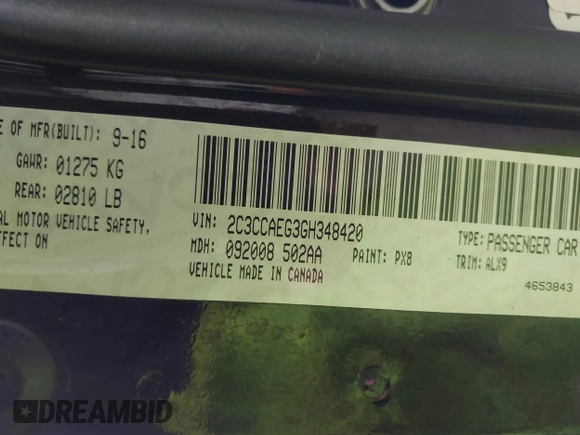 E OF MFR(BUILT): 9-16
GAWR: 01275 KG
REAR: 02810 LB
AL MOTOR VEHICLE SAFETY,
FFECT ON
VIN: 2C3CCAEG3GH348420
TYPE: PASSENGER CAR
MDH: 092008 502AA
PAINT: PX8
TRIM: ALX9
VEHICLE MADE IN CANADA
4653843
DREAMBID